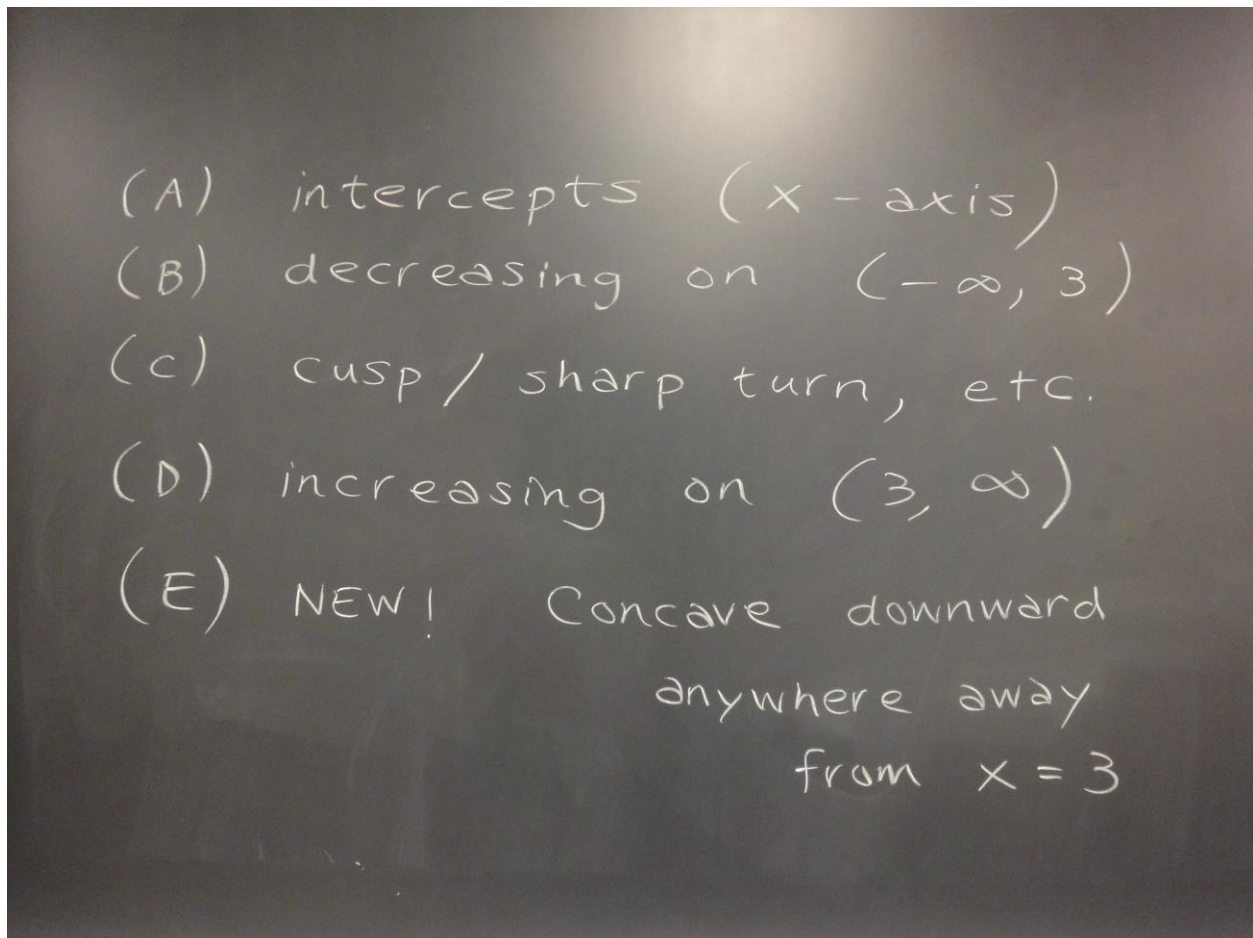 (A) intercepts (x-axis)
(B) decreasing on (-∞, 3)
(C) cusp / sharp turn, etc.
(D) increasing on (3, ∞)
(E) NEW! Concave downward
anywhere away
from x = 3